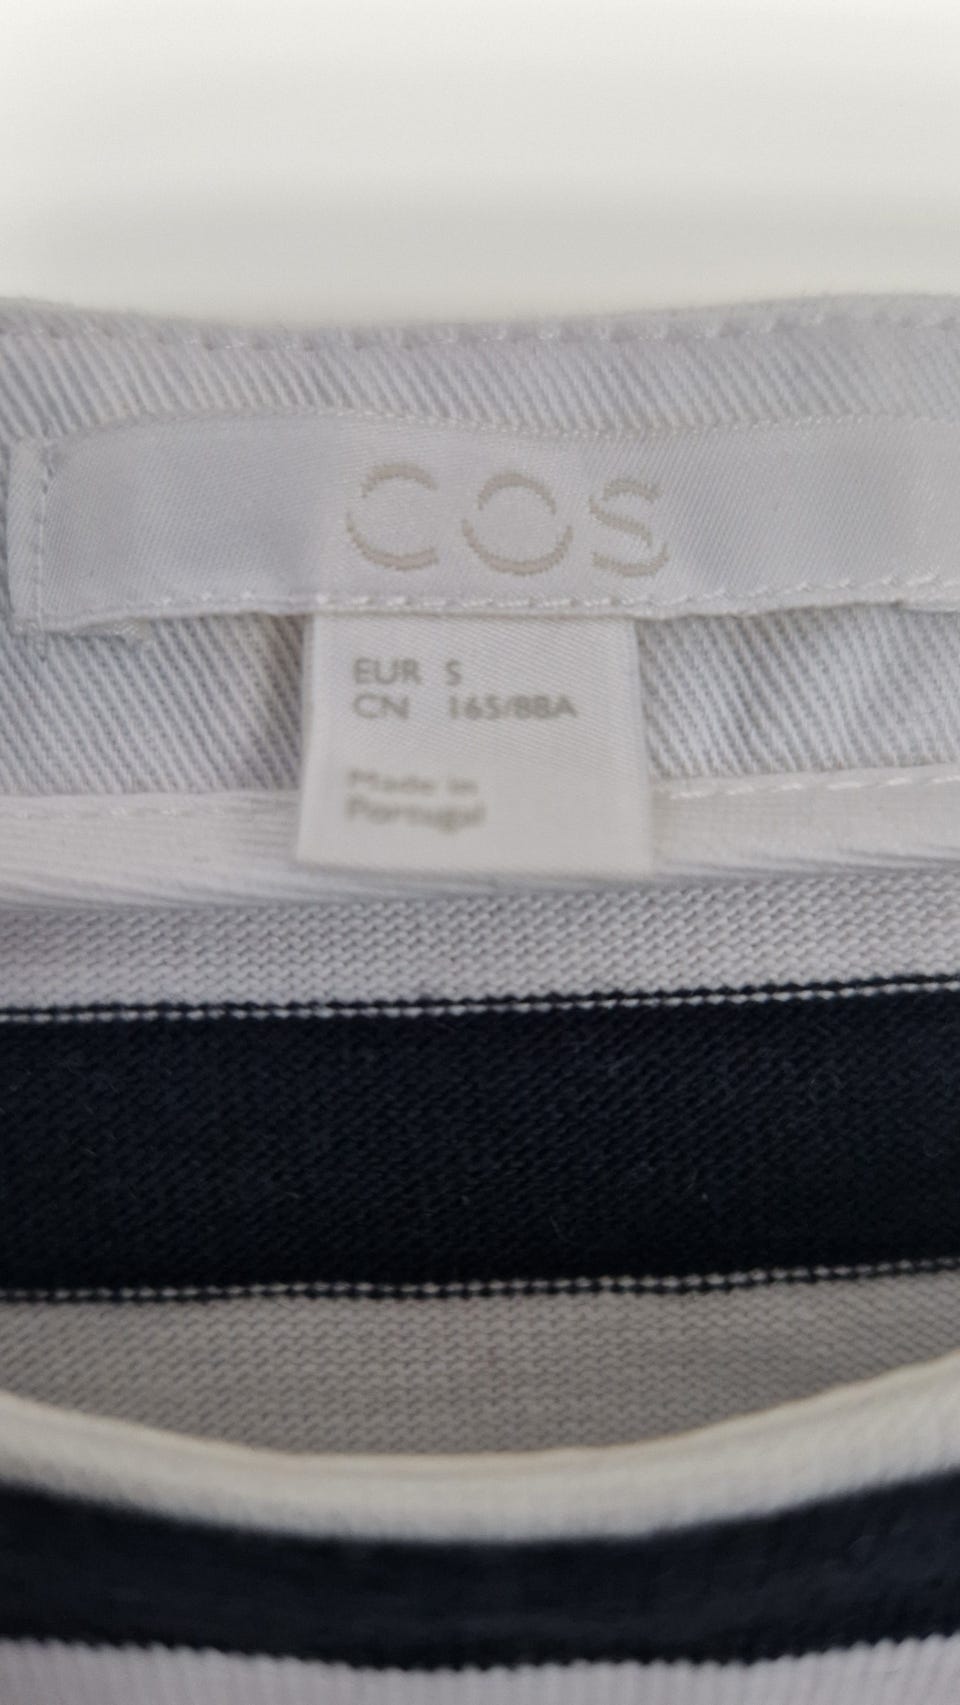 COS
EUR S
CN 165/88A
Made in
Portugal